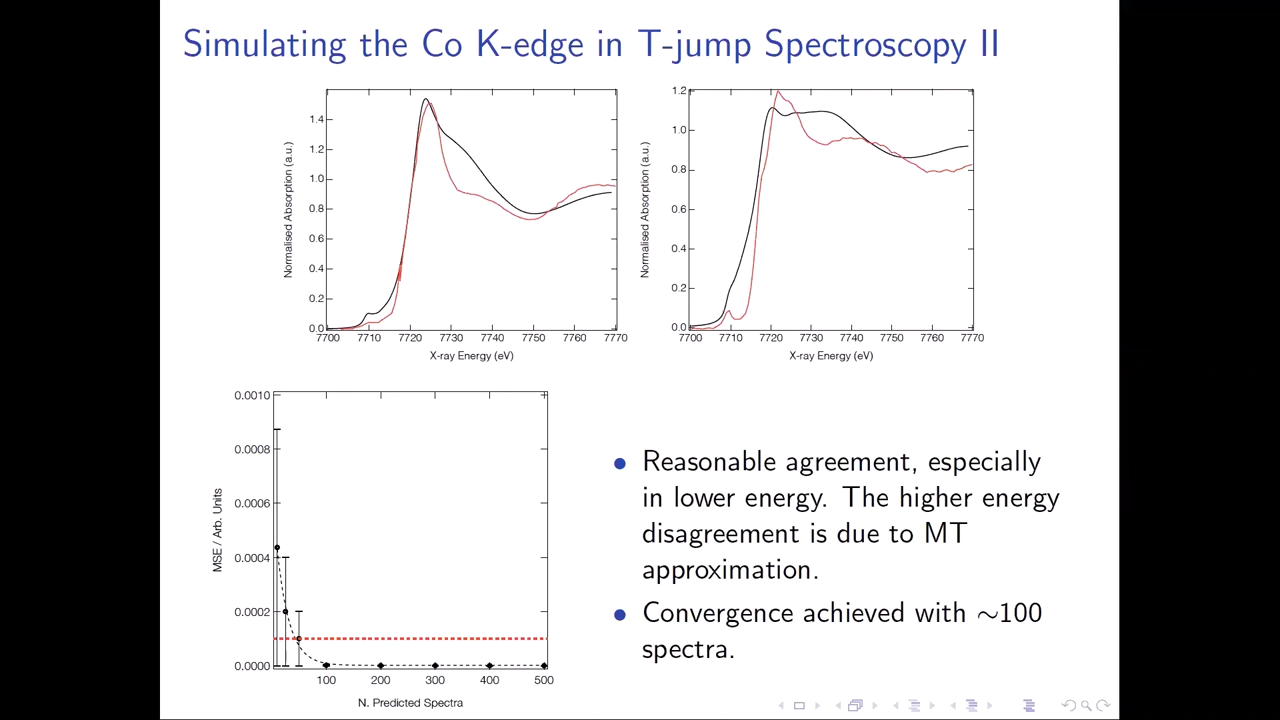 Simulating the Co K-edge in T-jump Spectroscopy II
Normalised Absorption (a.u.)
1.4
1.2
1.0
0.8
0.6
0.4
0.2
0.0
7700 7710 7720 7730 7740 7750 7760 7770
X-ray Energy (eV)
Normalised Absorption (a.u.)
1.2
1.0
0.8
0.6
0.4
0.2
0.0
7700 7710 7720 7730 7740 7750 7760 7770
X-ray Energy (eV)
MSE / Arb. Units
0.0010
0.0008
0.0006
0.0004
0.0002
0.0000
100 200 300 400 500
N. Predicted Spectra
• Reasonable agreement, especially
in lower energy. The higher energy
disagreement is due to MT
approximation.
• Convergence achieved with ∼100
spectra.